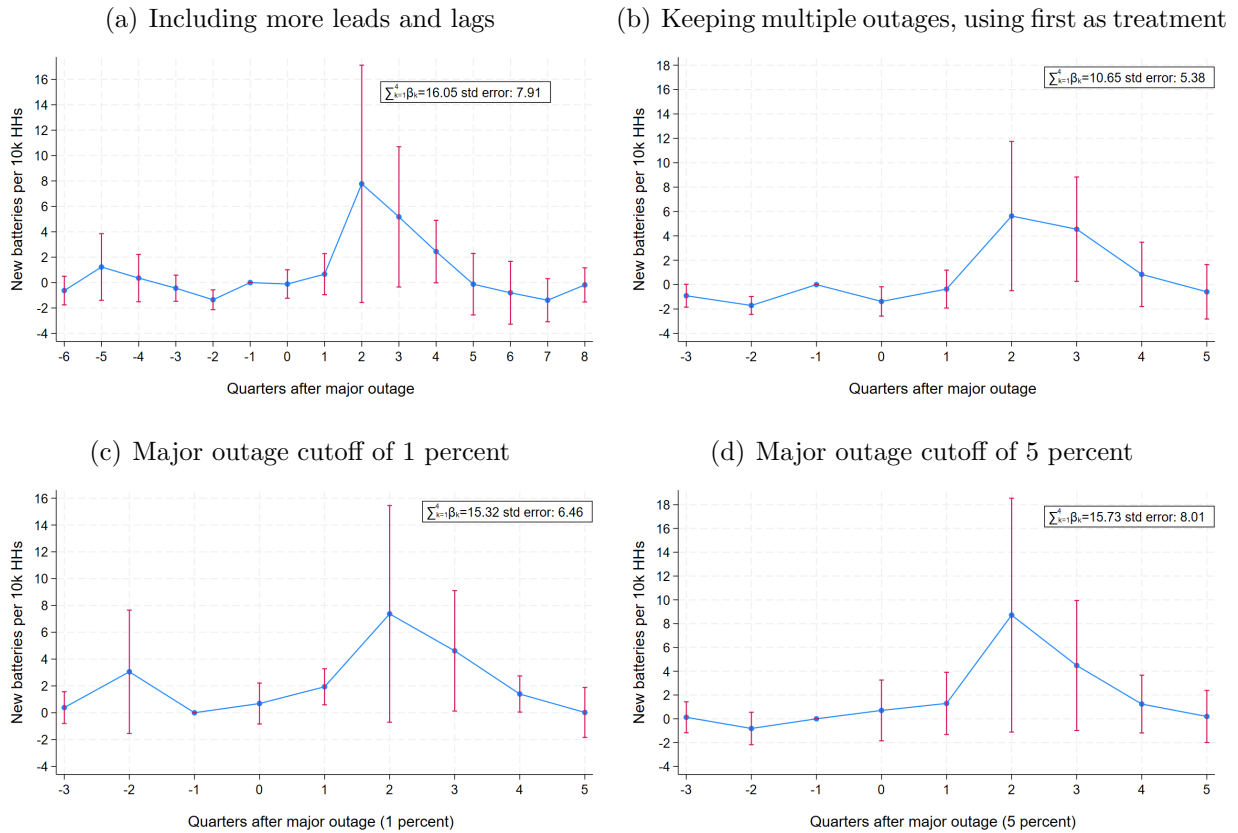 (a) Including more leads and lags
16
14
12
10
8
6
4
2
0
-2
-4
New batteries per 10k HHs
∑⁴ₖ₌₁βₖ=16.05 std error: 7.91
-6 -5 -4 -3 -2 -1 0 1 2 3 4 5 6 7 8
Quarters after major outage
(b) Keeping multiple outages, using first as treatment
18
16
14
12
10
8
6
4
2
0
-2
-4
New batteries per 10k HHs
∑⁴ₖ₌₁βₖ=10.65 std error: 5.38
-3 -2 -1 0 1 2 3 4 5
Quarters after major outage
(c) Major outage cutoff of 1 percent
16
14
12
10
8
6
4
2
0
-2
-4
New batteries per 10k HHs
∑⁴ₖ₌₁βₖ=15.32 std error: 6.46
-3 -2 -1 0 1 2 3 4 5
Quarters after major outage (1 percent)
(d) Major outage cutoff of 5 percent
18
16
14
12
10
8
6
4
2
0
-2
-4
New batteries per 10k HHs
∑⁴ₖ₌₁βₖ=15.73 std error: 8.01
-3 -2 -1 0 1 2 3 4 5
Quarters after major outage (5 percent)